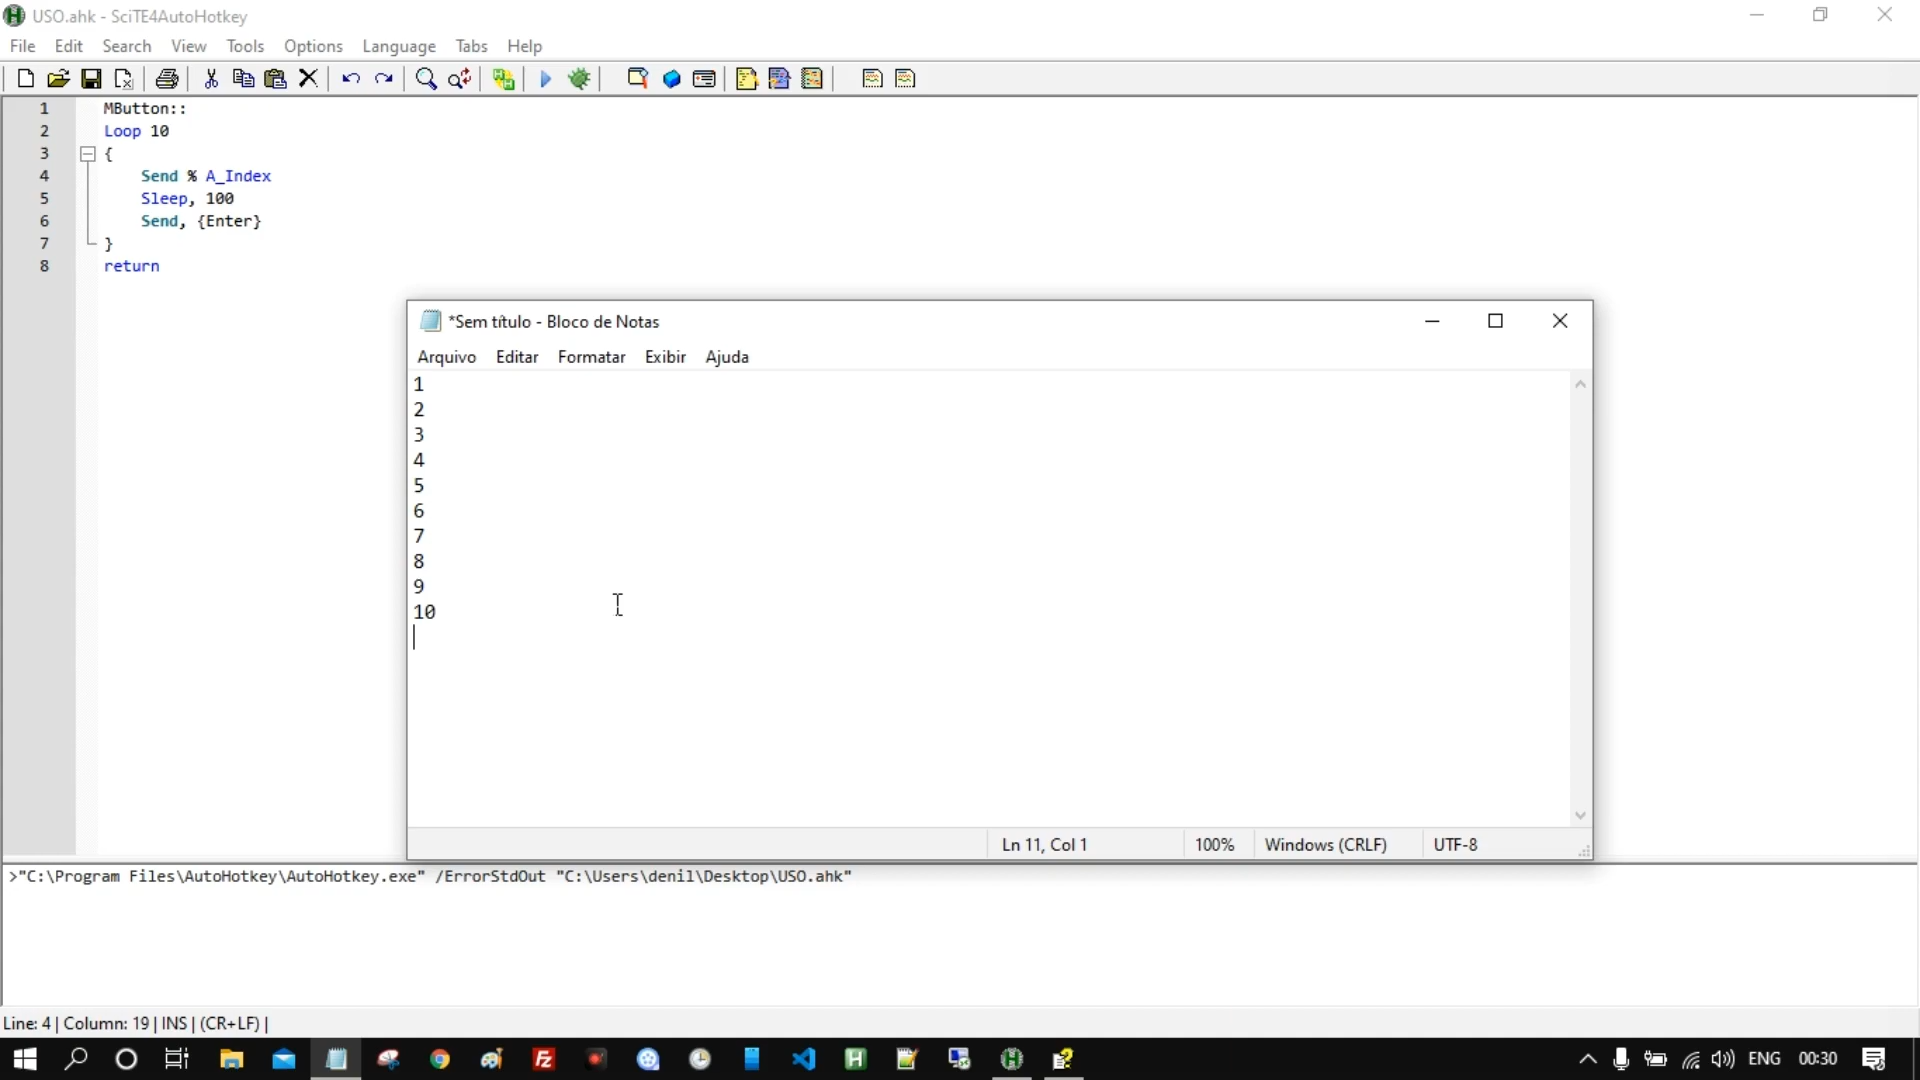 USO.ahk - SciTE4AutoHotkey
File Edit Search View Tools Options Language Tabs Help
1 MButton::
2 Loop 10
3 {
4 Send % A_Index
5 Sleep, 100
6 Send, {Enter}
7 }
8 return
*Sem título - Bloco de Notas
Arquivo Editar Formatar Exibir Ajuda
1
2
3
4
5
6
7
8
9
10
Ln 11, Col 1 100% Windows (CRLF) UTF-8
>"C:\Program Files\AutoHotkey\AutoHotkey.exe" /ErrorStdOut "C:\Users\denil\Desktop\USO.ahk"
Line: 4 | Column: 19 | INS | (CR+LF) |
ENG 00:30